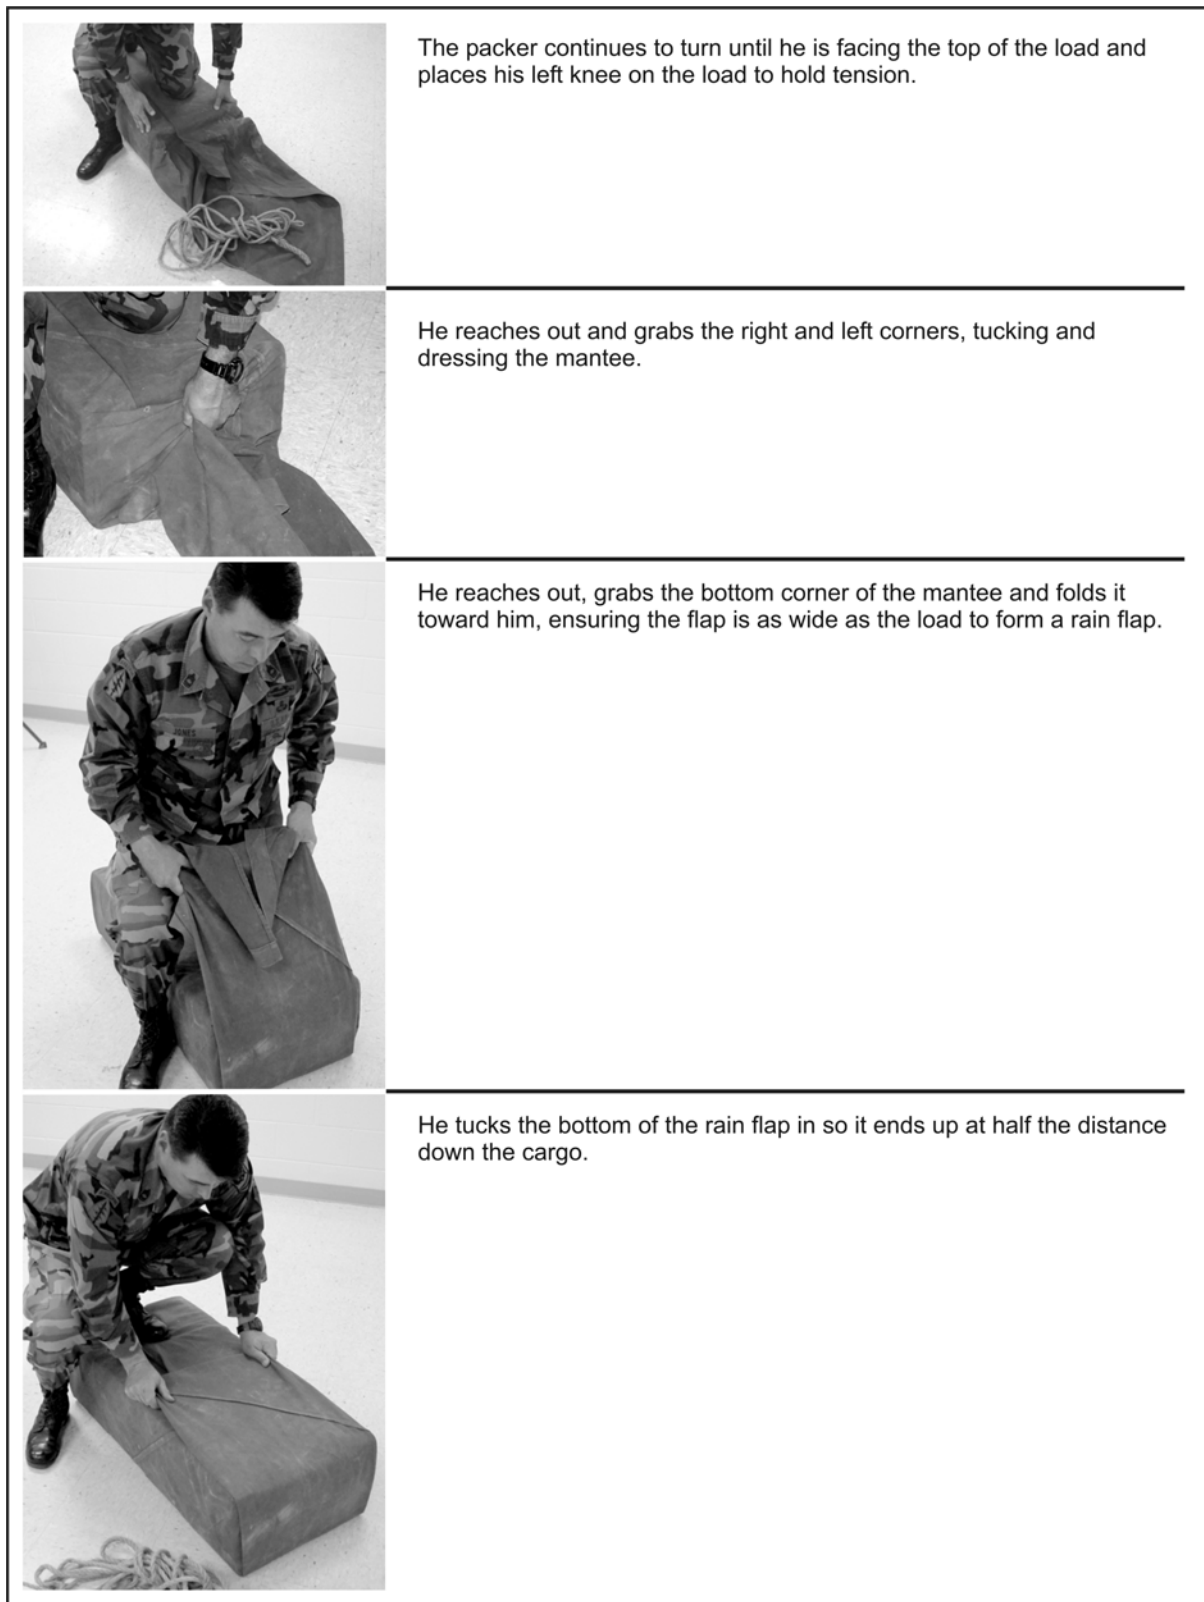 The packer continues to turn until he is facing the top of the load and
places his left knee on the load to hold tension.
He reaches out and grabs the right and left corners, tucking and
dressing the mantee.
He reaches out, grabs the bottom corner of the mantee and folds it
toward him, ensuring the flap is as wide as the load to form a rain flap.
JONES
He tucks the bottom of the rain flap in so it ends up at half the distance
down the cargo.